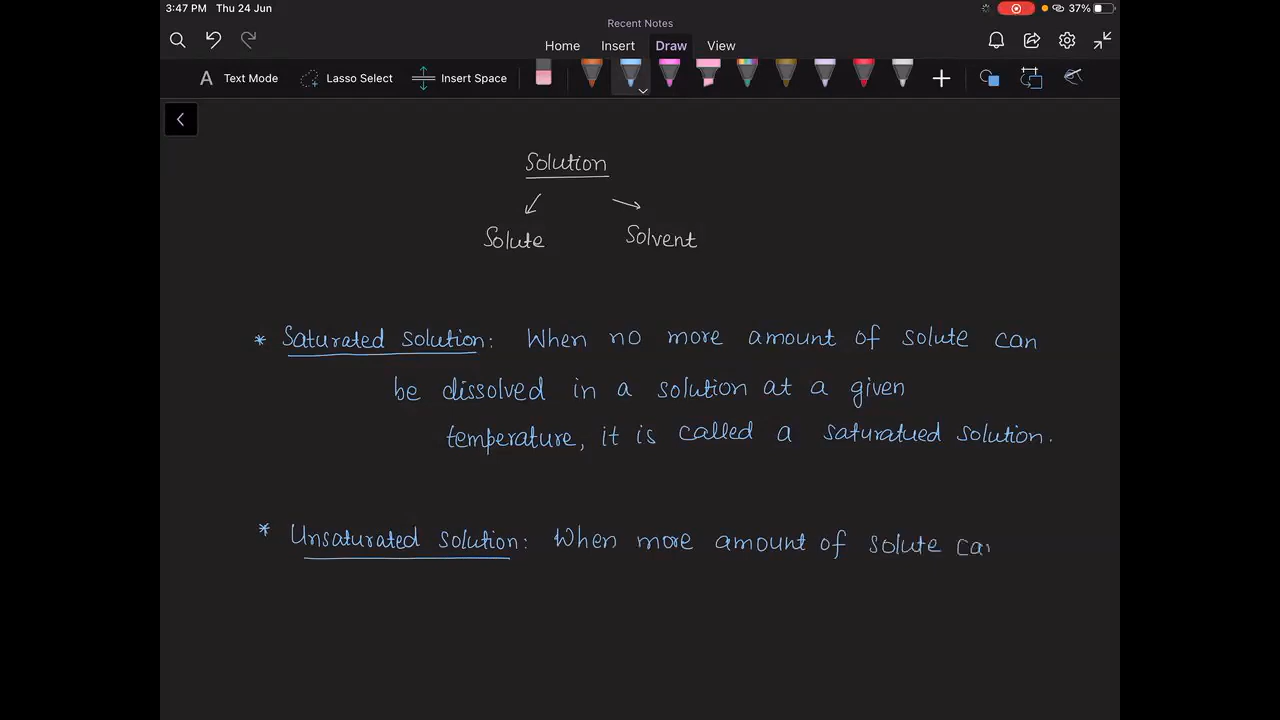 3:47 PM Thu 24 Jun
37%
Recent Notes
Home Insert Draw View
A Text Mode Lasso Select Insert Space
Solution
Solute Solvent
* Saturated solution: When no more amount of solute can
be dissolved in a solution at a given
temperature, it is called a saturatued solution.
* Unsaturated solution: When more amount of solute ca